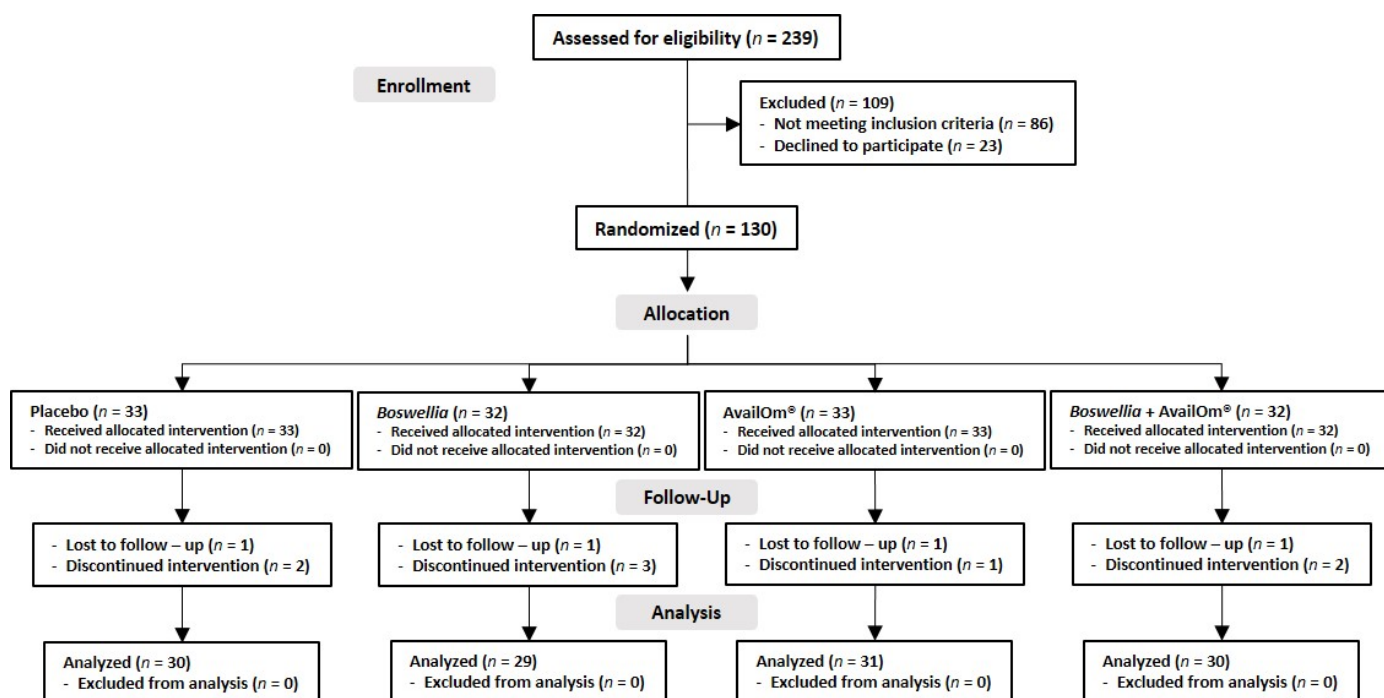 Assessed for eligibility (n = 239)
Enrollment
Excluded (n = 109)
- Not meeting inclusion criteria (n = 86)
- Declined to participate (n = 23)
Randomized (n = 130)
Allocation
Placebo (n = 33)
- Received allocated intervention (n = 33)
- Did not receive allocated intervention (n = 0)
Boswellia (n = 32)
- Received allocated intervention (n = 32)
- Did not receive allocated intervention (n = 0)
AvailOm® (n = 33)
- Received allocated intervention (n = 33)
- Did not receive allocated intervention (n = 0)
Boswellia + AvailOm® (n = 32)
- Received allocated intervention (n = 32)
- Did not receive allocated intervention (n = 0)
Follow-Up
- Lost to follow – up (n = 1)
- Discontinued intervention (n = 2)
- Lost to follow – up (n = 1)
- Discontinued intervention (n = 3)
- Lost to follow – up (n = 1)
- Discontinued intervention (n = 1)
- Lost to follow – up (n = 1)
- Discontinued intervention (n = 2)
Analysis
Analyzed (n = 30)
- Excluded from analysis (n = 0)
Analyzed (n = 29)
- Excluded from analysis (n = 0)
Analyzed (n = 31)
- Excluded from analysis (n = 0)
Analyzed (n = 30)
- Excluded from analysis (n = 0)